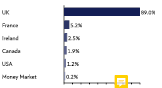 UK 89.0%
France 5.2%
Ireland 2.5%
Canada 1.9%
USA 1.2%
Money Market 0.2%